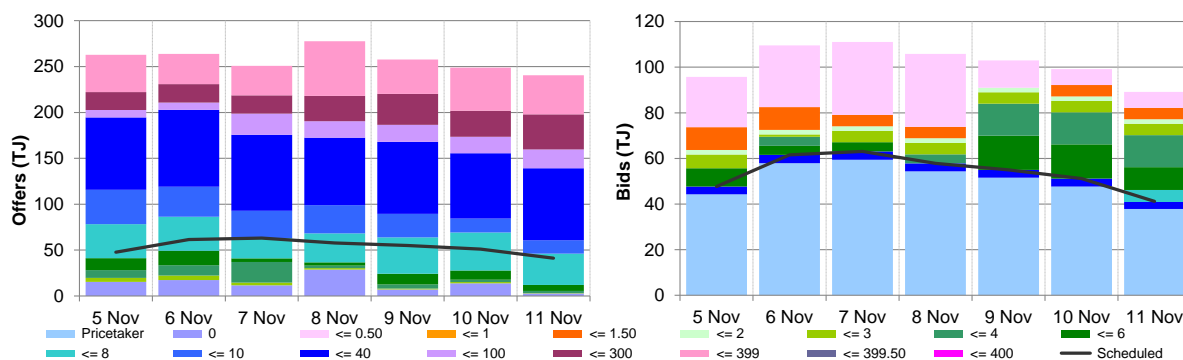 Offers (TJ)
300
250
200
150
100
50
0
5 Nov 6 Nov 7 Nov 8 Nov 9 Nov 10 Nov 11 Nov
Bids (TJ)
120
100
80
60
40
20
0
5 Nov 6 Nov 7 Nov 8 Nov 9 Nov 10 Nov 11 Nov
Pricetaker 0 <= 0.50 <= 1 <= 1.50 <= 2 <= 3 <= 4 <= 6
<= 8 <= 10 <= 40 <= 100 <= 300 <= 399 <= 399.50 <= 400 Scheduled